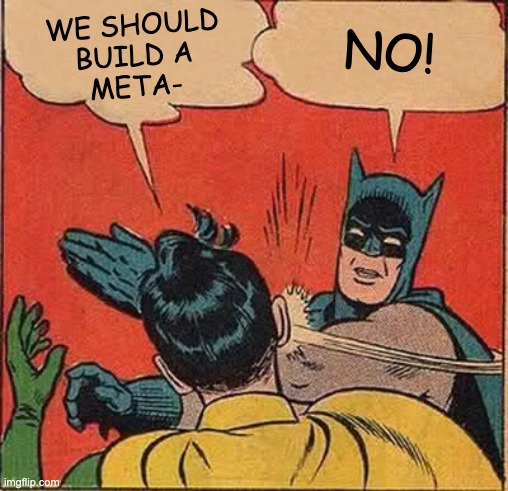 WE SHOULD
BUILD A
META-
NO!
imgflip.com